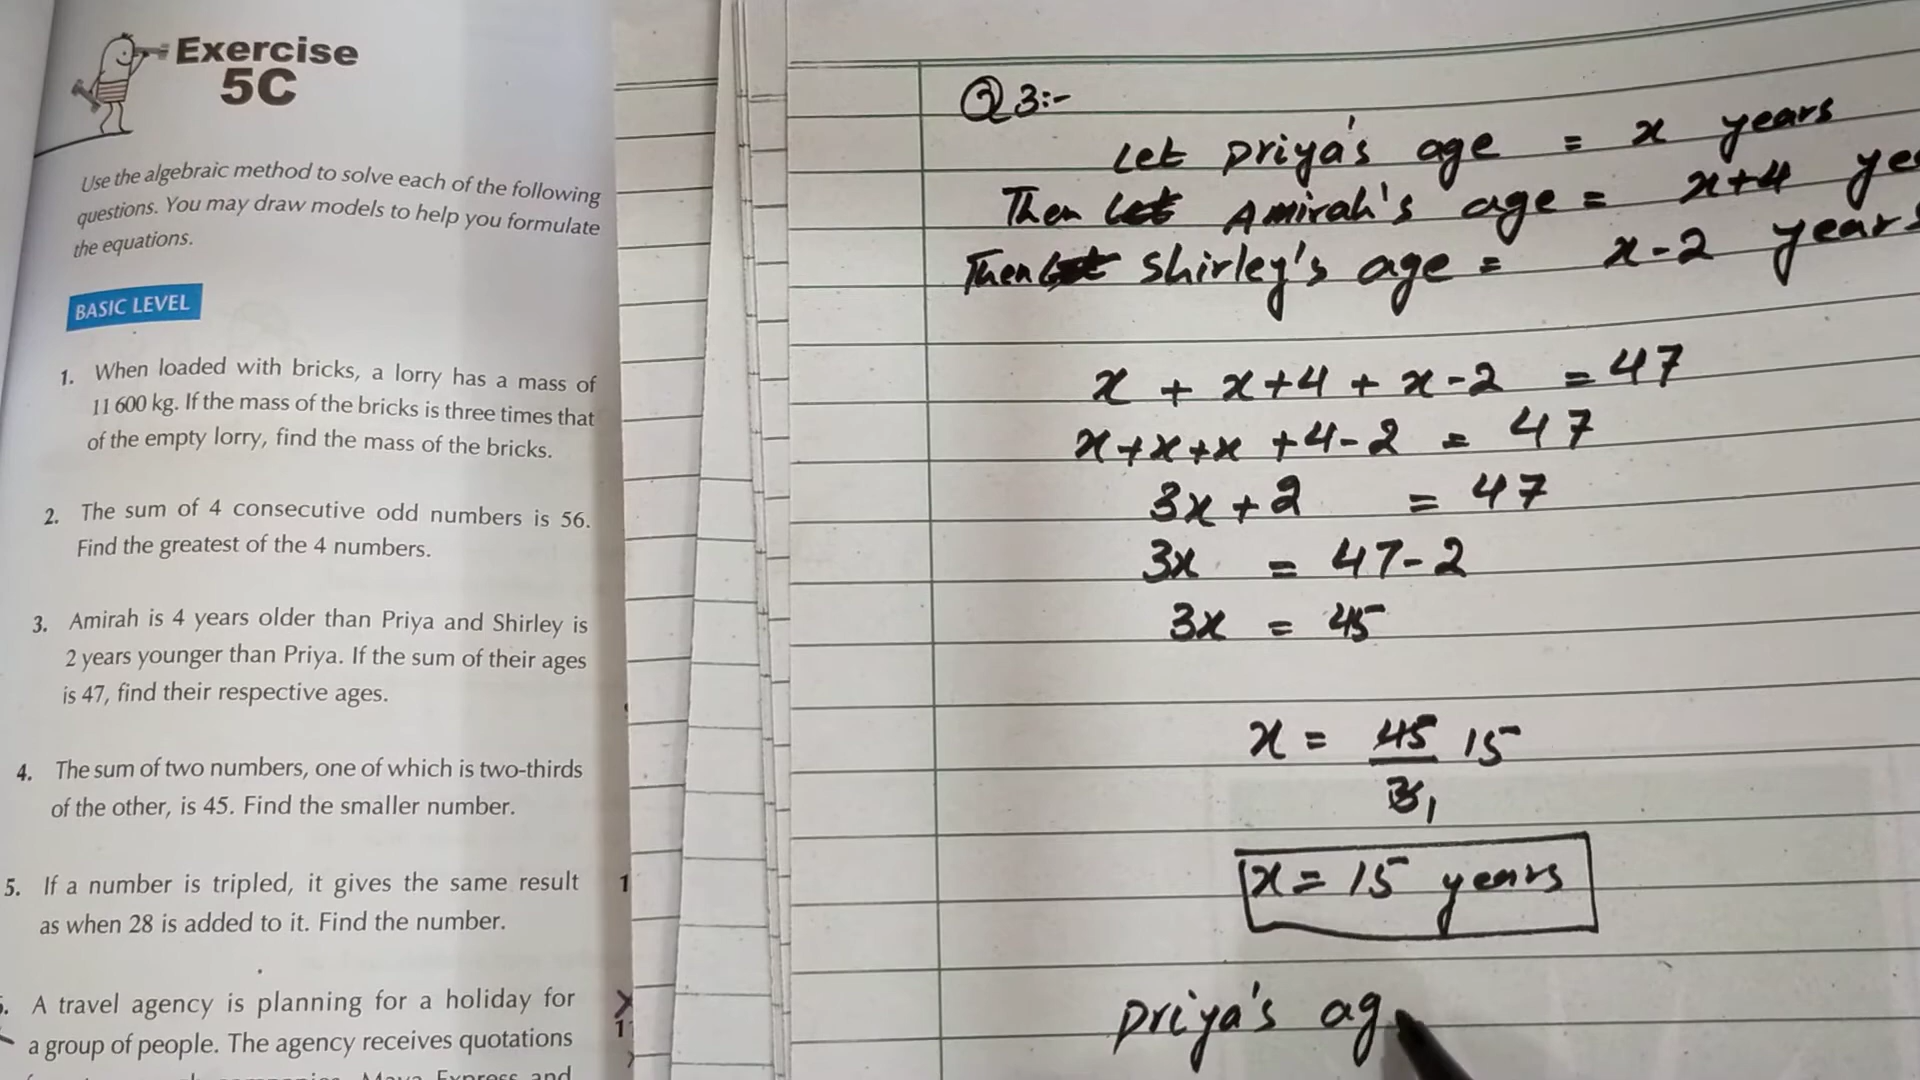 Exercise
5C
Use the algebraic method to solve each of the following
questions. You may draw models to help you formulate
the equations.
BASIC LEVEL
1. When loaded with bricks, a lorry has a mass of
11 600 kg. If the mass of the bricks is three times that
of the empty lorry, find the mass of the bricks.
2. The sum of 4 consecutive odd numbers is 56.
Find the greatest of the 4 numbers.
3. Amirah is 4 years older than Priya and Shirley is
2 years younger than Priya. If the sum of their ages
is 47, find their respective ages.
4. The sum of two numbers, one of which is two-thirds
of the other, is 45. Find the smaller number.
5. If a number is tripled, it gives the same result
as when 28 is added to it. Find the number.
A travel agency is planning for a holiday for
a group of people. The agency receives quotations
Express and
1
1
Q3:-
Let Priya's age = x years
Then Let Amirah's age = x+4 ye
Then Let Shirley's age = x-2 years
x + x+4 + x-2 = 47
x+x+x +4-2 = 47
3x+2 = 47
3x = 47-2
3x = 45
x = 45 15
3 1
x = 15 years
Priya's ag